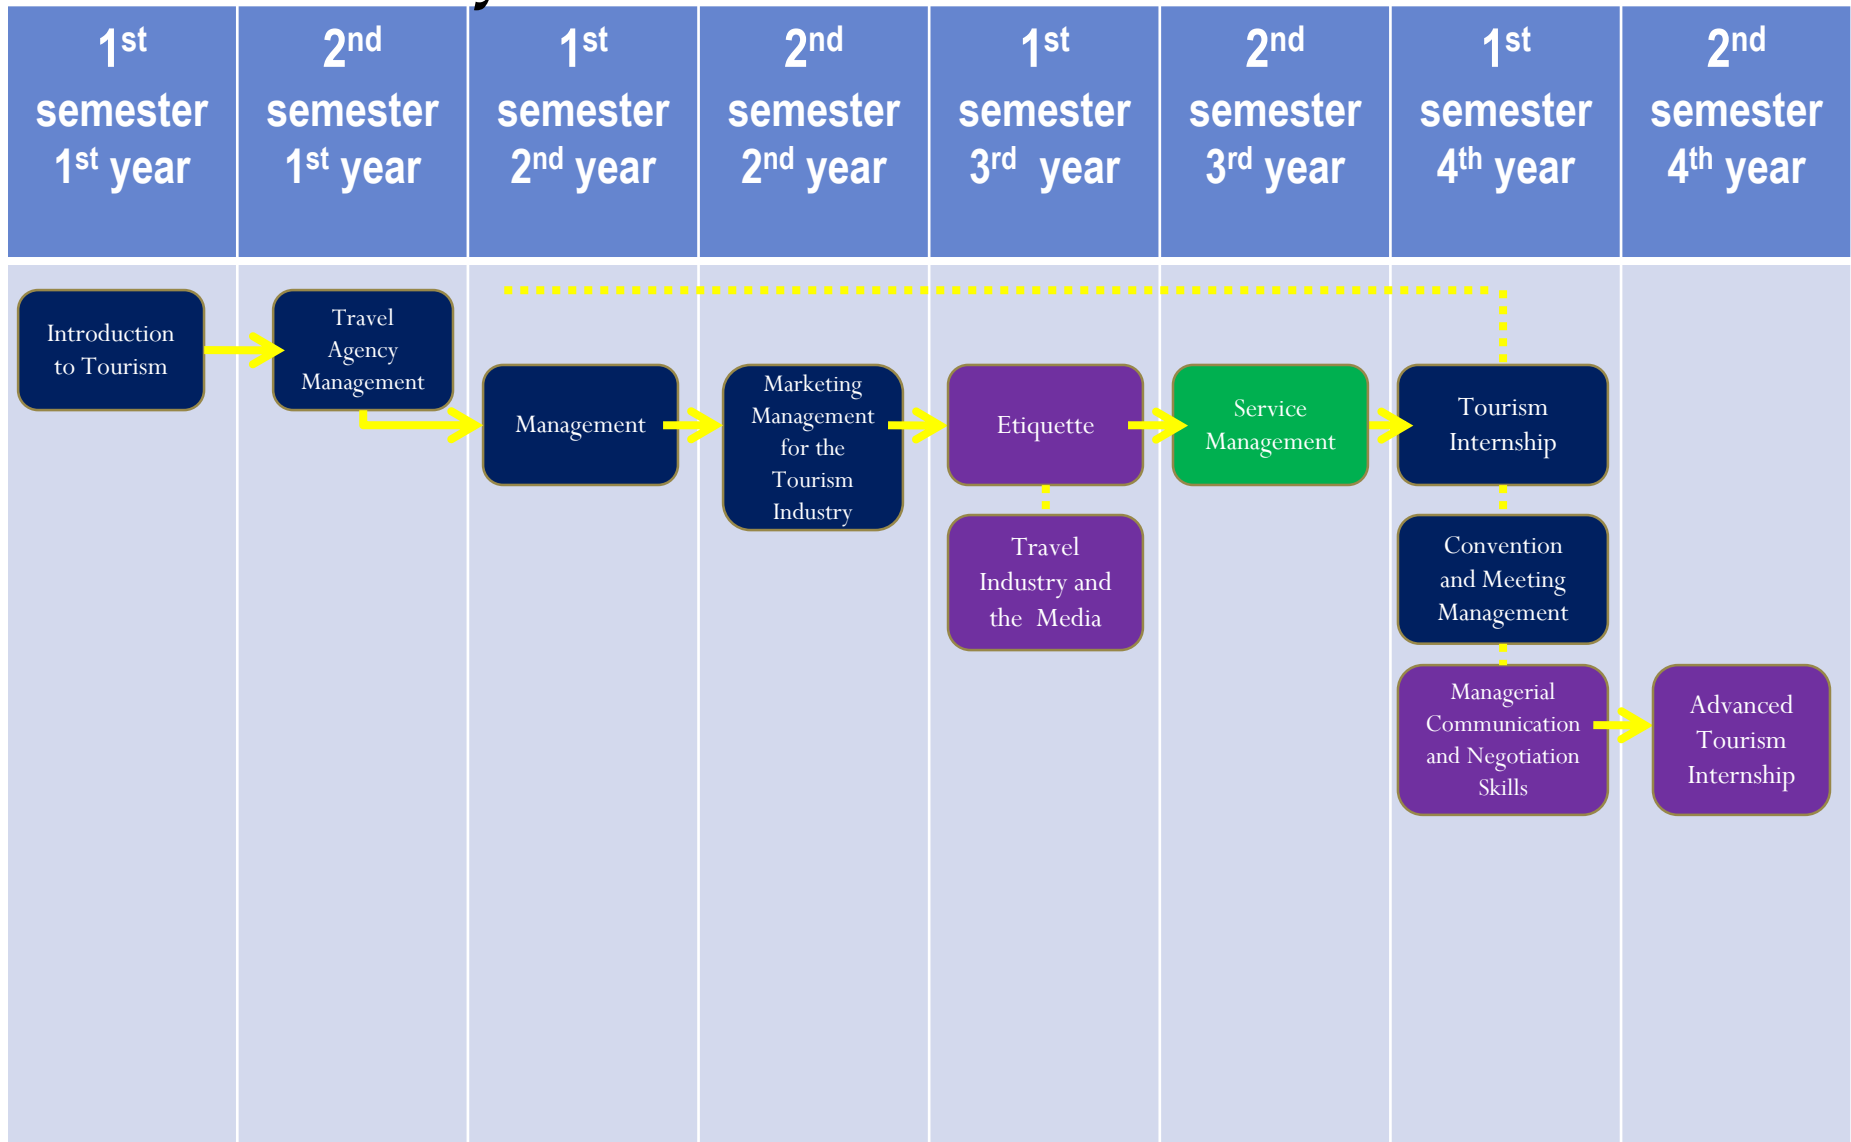 1st
semester
1st year
2nd
semester
1st year
1st
semester
2nd year
2nd
semester
2nd year
1st
semester
3rd  year
2nd
semester
3rd year
1st
semester
4th year
2nd
semester
4th year
Introduction
to Tourism
Travel
Agency
Management
Management
Marketing
Management
for the
Tourism
Industry
Etiquette
Travel
Industry and
the  Media
Service
Management
Tourism
Internship
Convention
and Meeting
Management
Managerial
Communication
and Negotiation
Skills
Advanced
Tourism
Internship